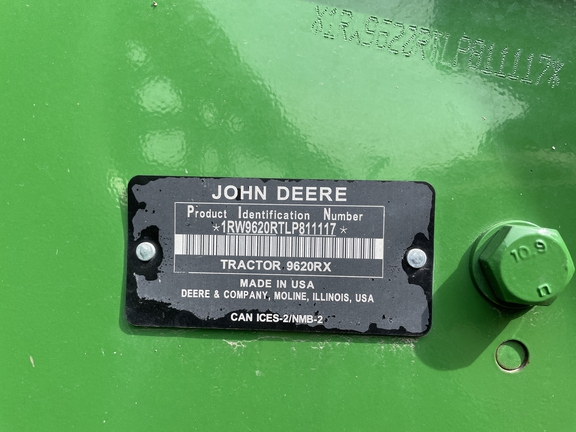 *1RW9620RTLP811117*
JOHN DEERE
Product Identification Number
*1RW9620RTLP811117*
TRACTOR 9620RX
MADE IN USA
DEERE & COMPANY, MOLINE, ILLINOIS, USA
CAN ICES-2/NMB-2
10.9